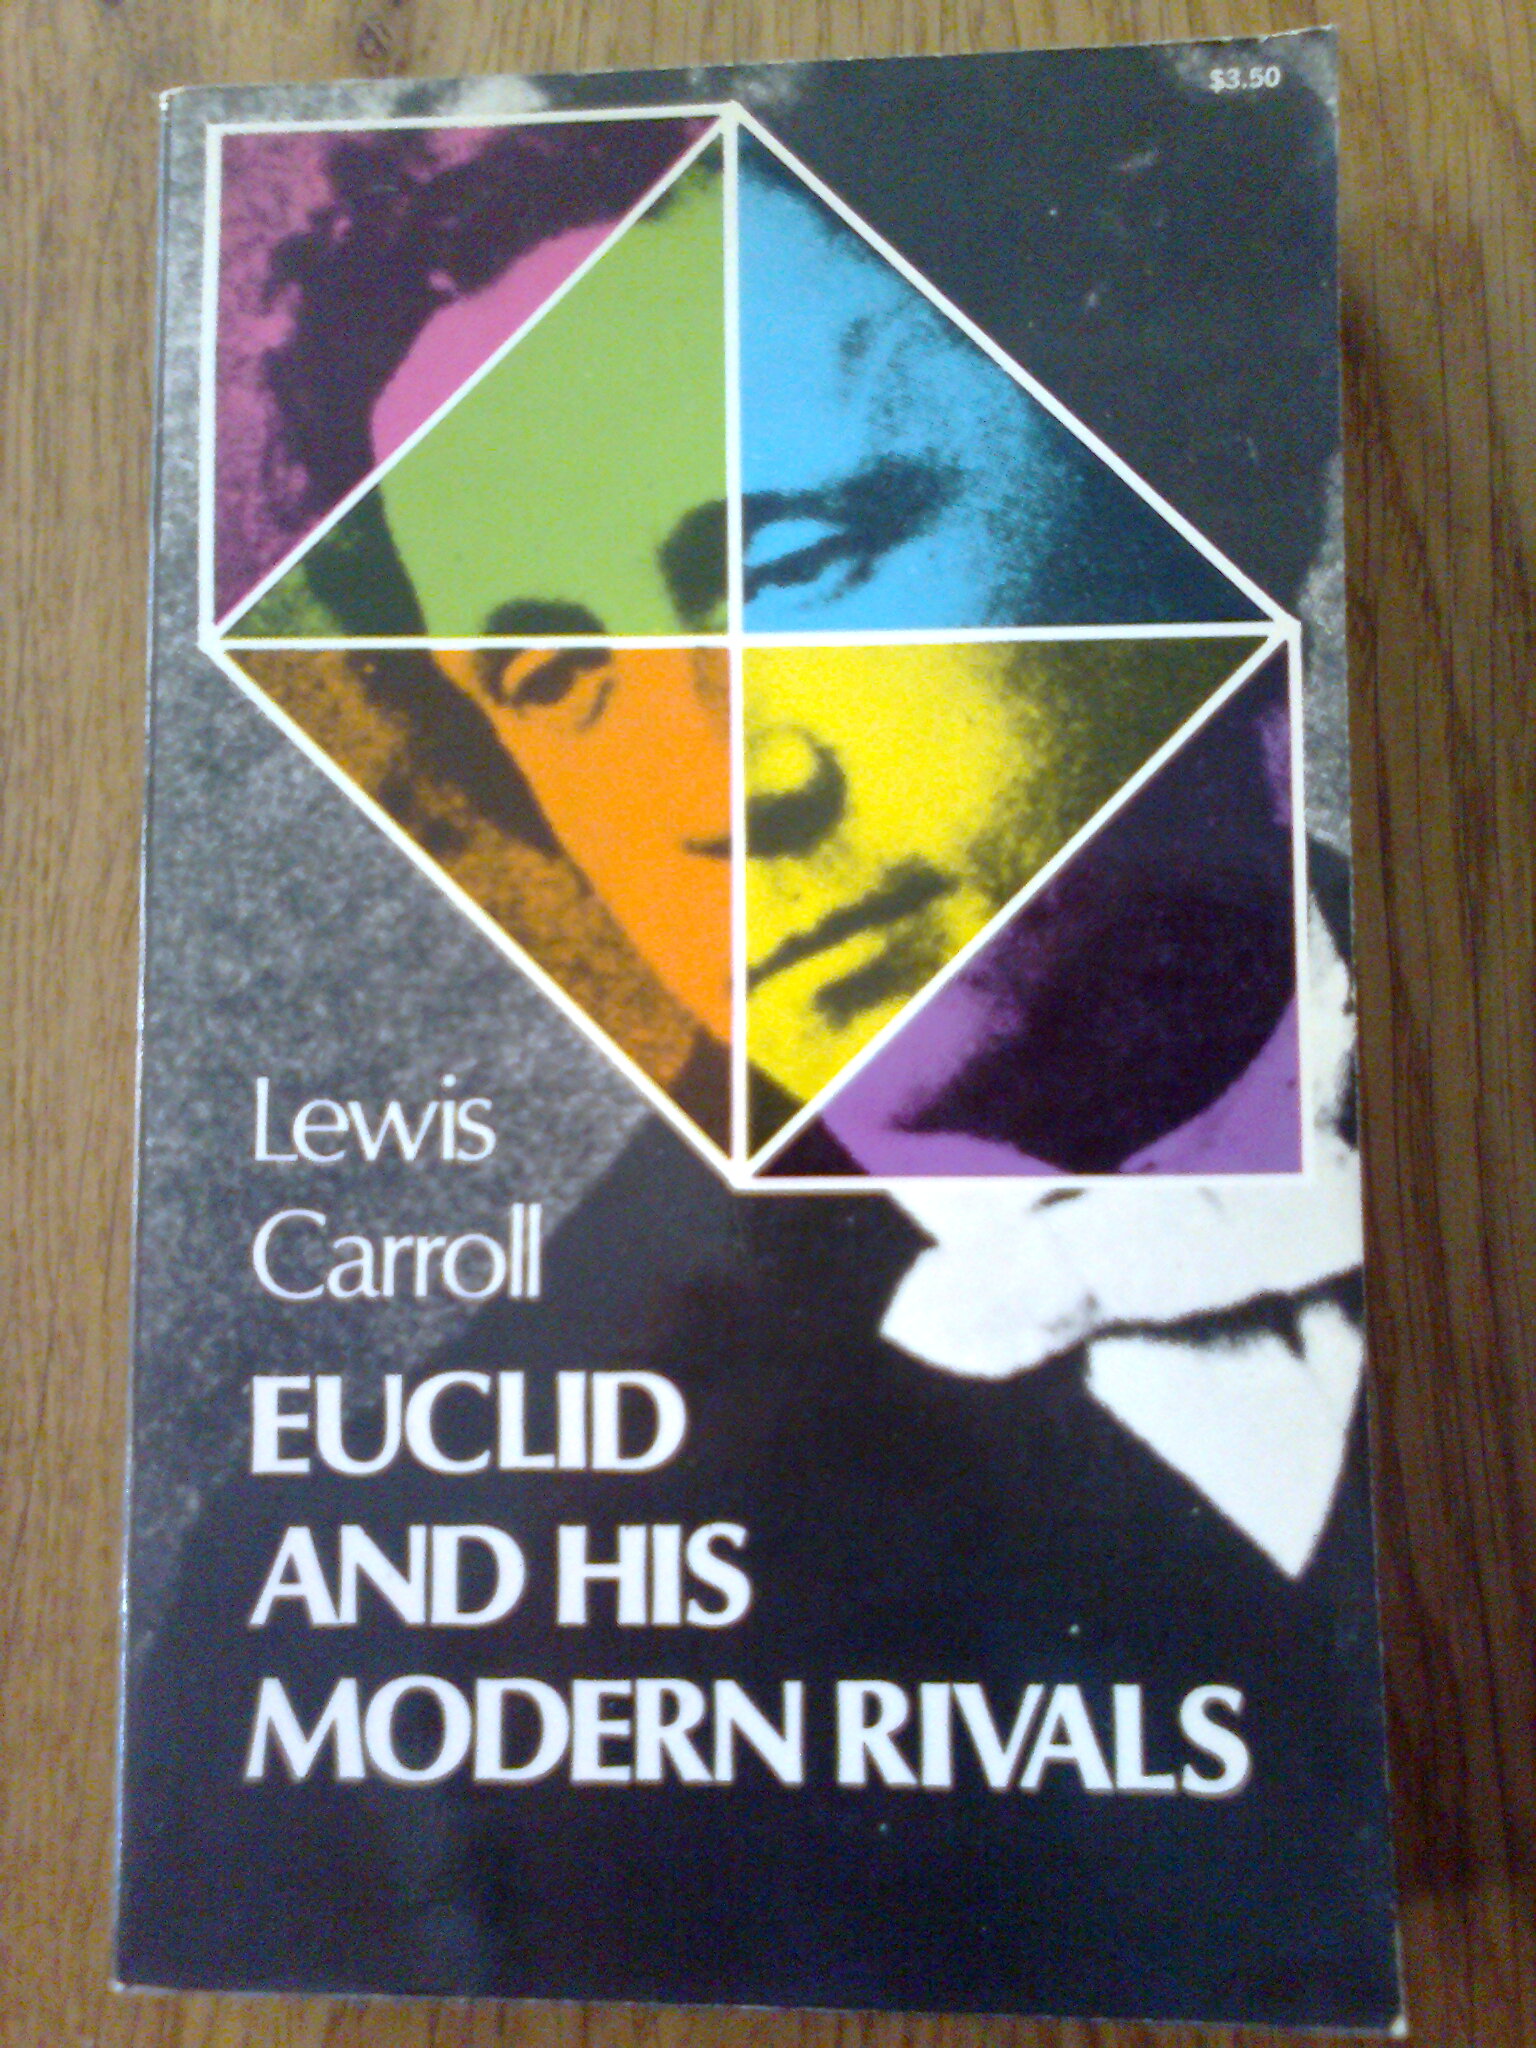 $3.50
Lewis
Carroll
EUCLID
AND HIS
MODERN RIVALS